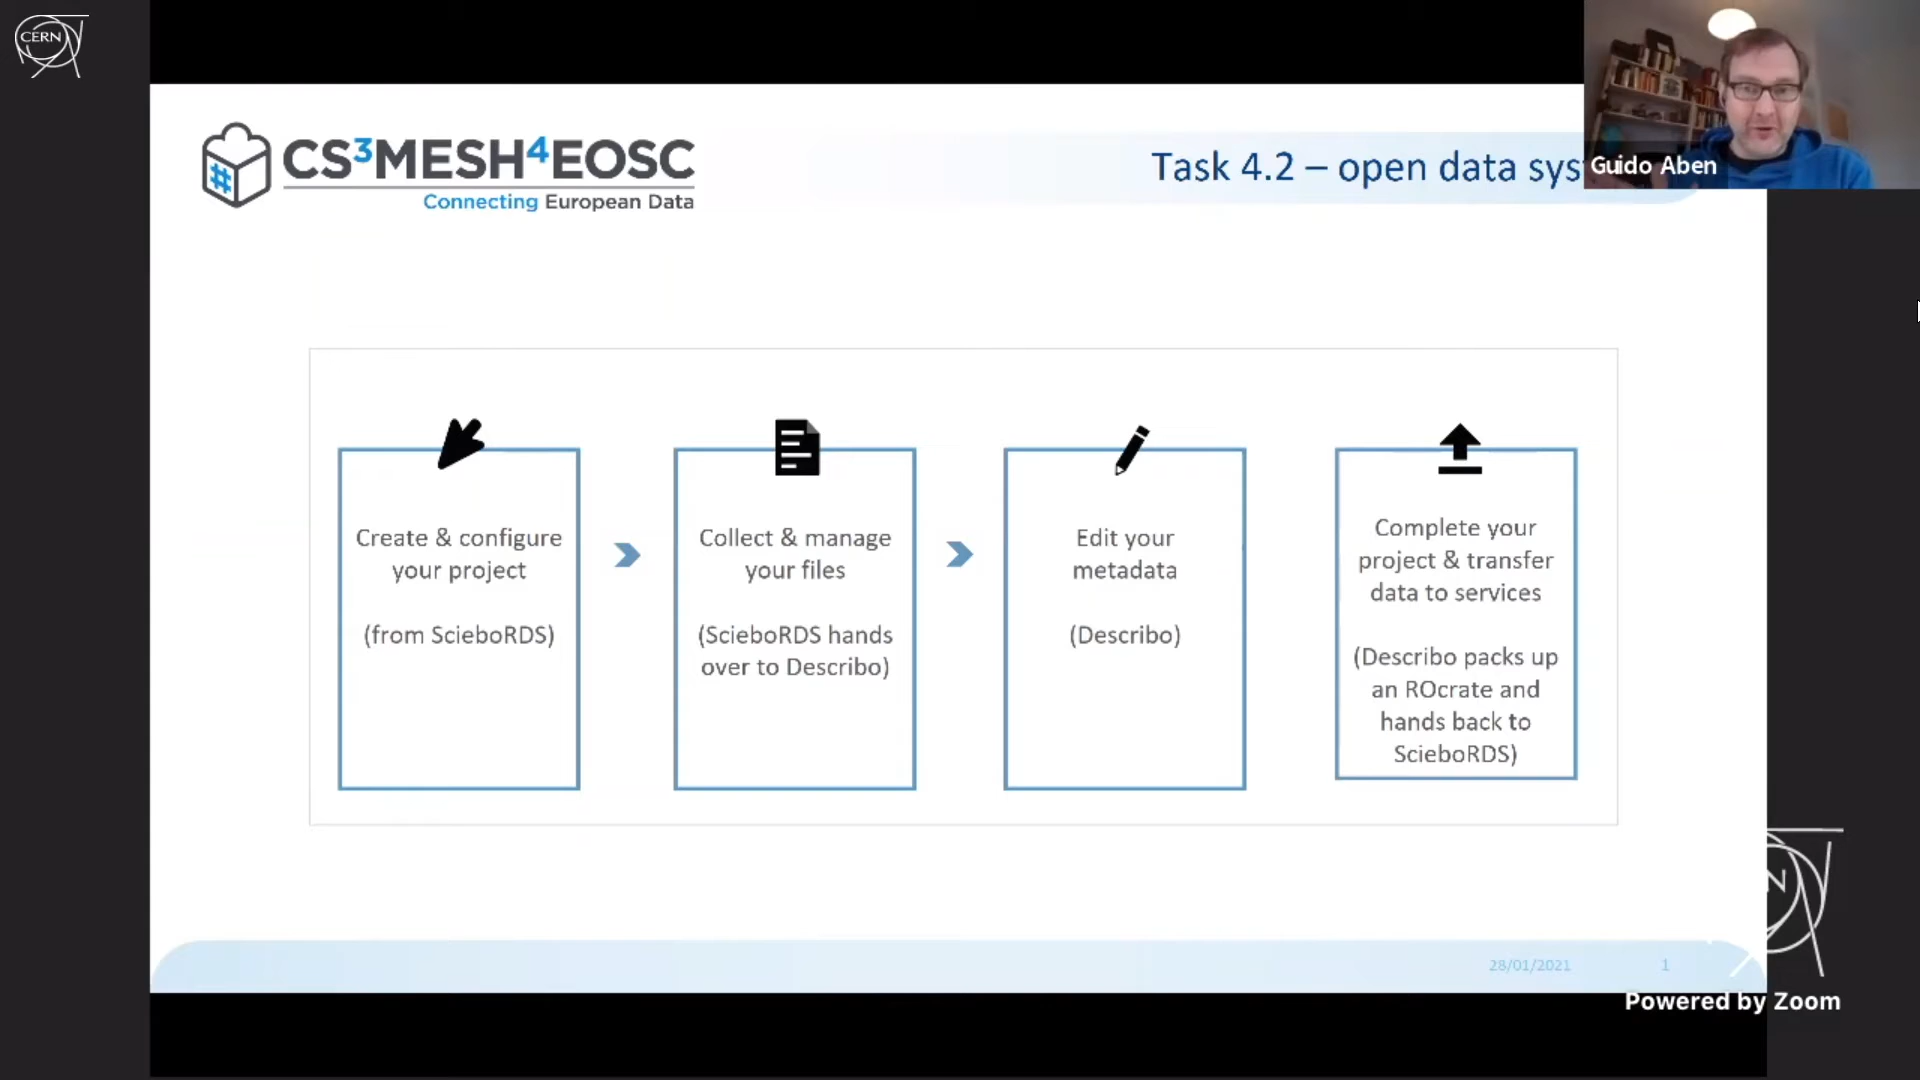 CERN
CS3MESH4EOSC
Connecting European Data
Task 4.2 – open data sys
Guido Aben
Create & configure
your project
(from ScieboRDS)
Collect & manage
your files
(ScieboRDS hands
over to Describo)
Edit your
metadata
(Describo)
Complete your
project & transfer
data to services
(Describo packs up
an ROcrate and
hands back to
ScieboRDS)
28/01/2021
1
N
Powered by Zoom